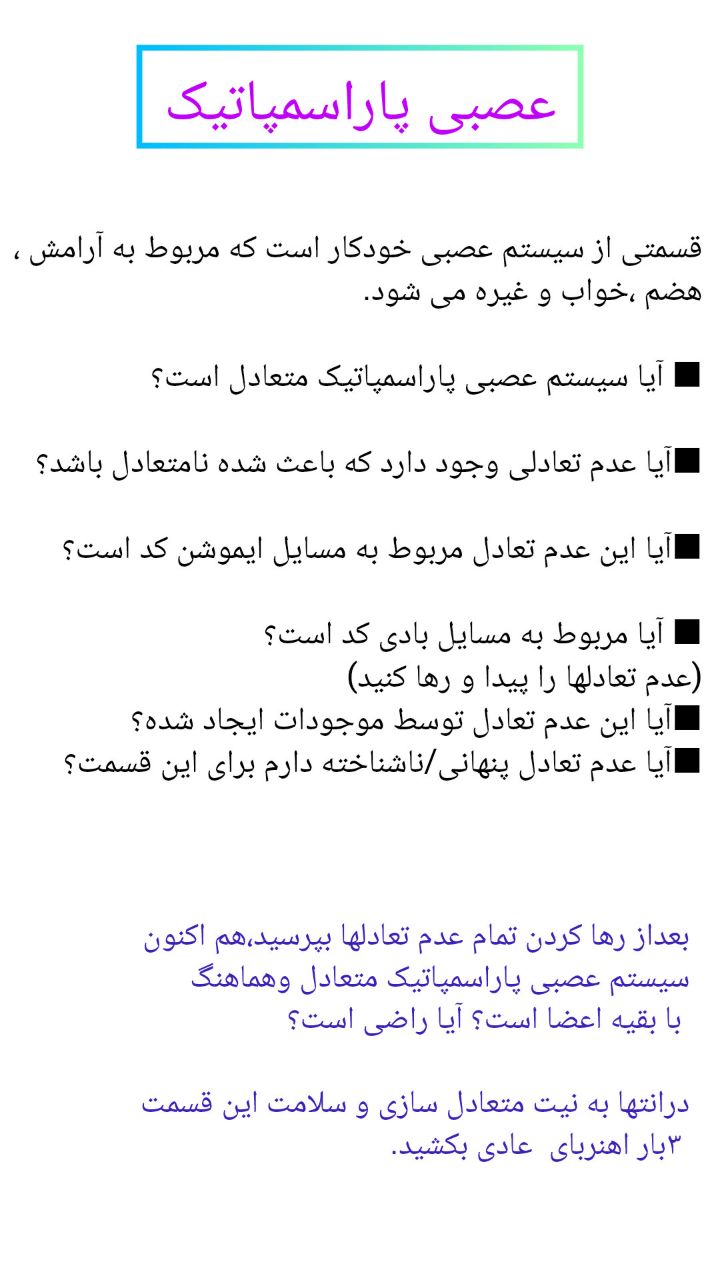 عصبی پاراسمپاتیک
قسمتی از سیستم عصبی خودکار است که مربوط به آرامش ،
هضم ،خواب و غیره می شود.
■ آیا سیستم عصبی پاراسمپاتیک متعادل است؟
■آیا عدم تعادلی وجود دارد که باعث شده نامتعادل باشد؟
■آیا این عدم تعادل مربوط به مسایل ایموشن کد است؟
■ آیا مربوط به مسایل بادی کد است؟
(عدم تعادلها را پیدا و رها کنید)
■آیا این عدم تعادل توسط موجودات ایجاد شده؟
■آیا عدم تعادل پنهانی/ناشناخته دارم برای این قسمت؟
بعداز رها کردن تمام عدم تعادلها بپرسید،هم اکنون
سیستم عصبی پاراسمپاتیک متعادل وهماهنگ
با بقیه اعضا است؟ آیا راضی است؟
درانتها به نیت متعادل سازی و سلامت این قسمت
۳بار اهنربای  عادی بکشید.